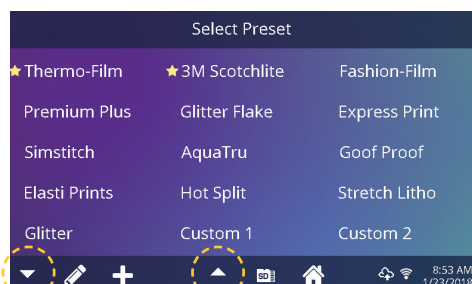 Select Preset
Thermo-Film 3M Scotchlite Fashion-Film
Premium Plus Glitter Flake Express Print
Simstitch AquaTru Goof Proof
Elasti Prints Hot Split Stretch Litho
Glitter Custom 1 Custom 2
SD 8:53 AM
1/23/2018